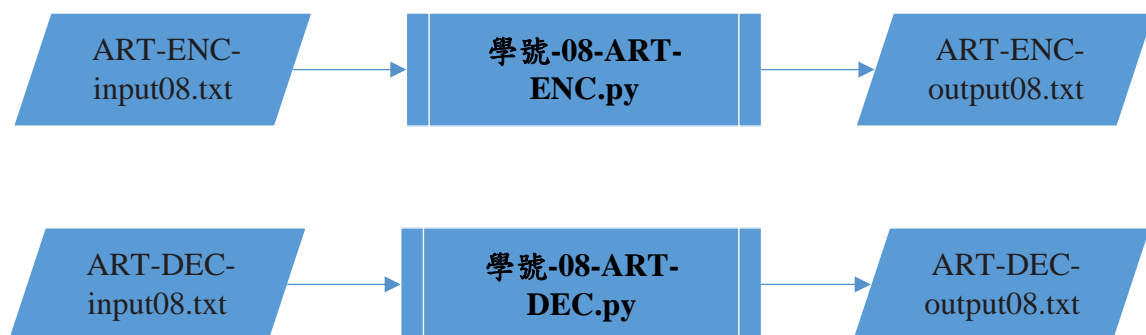 ART-ENC-
input08.txt
學號-08-ART-
ENC.py
ART-ENC-
output08.txt
ART-DEC-
input08.txt
學號-08-ART-
DEC.py
ART-DEC-
output08.txt